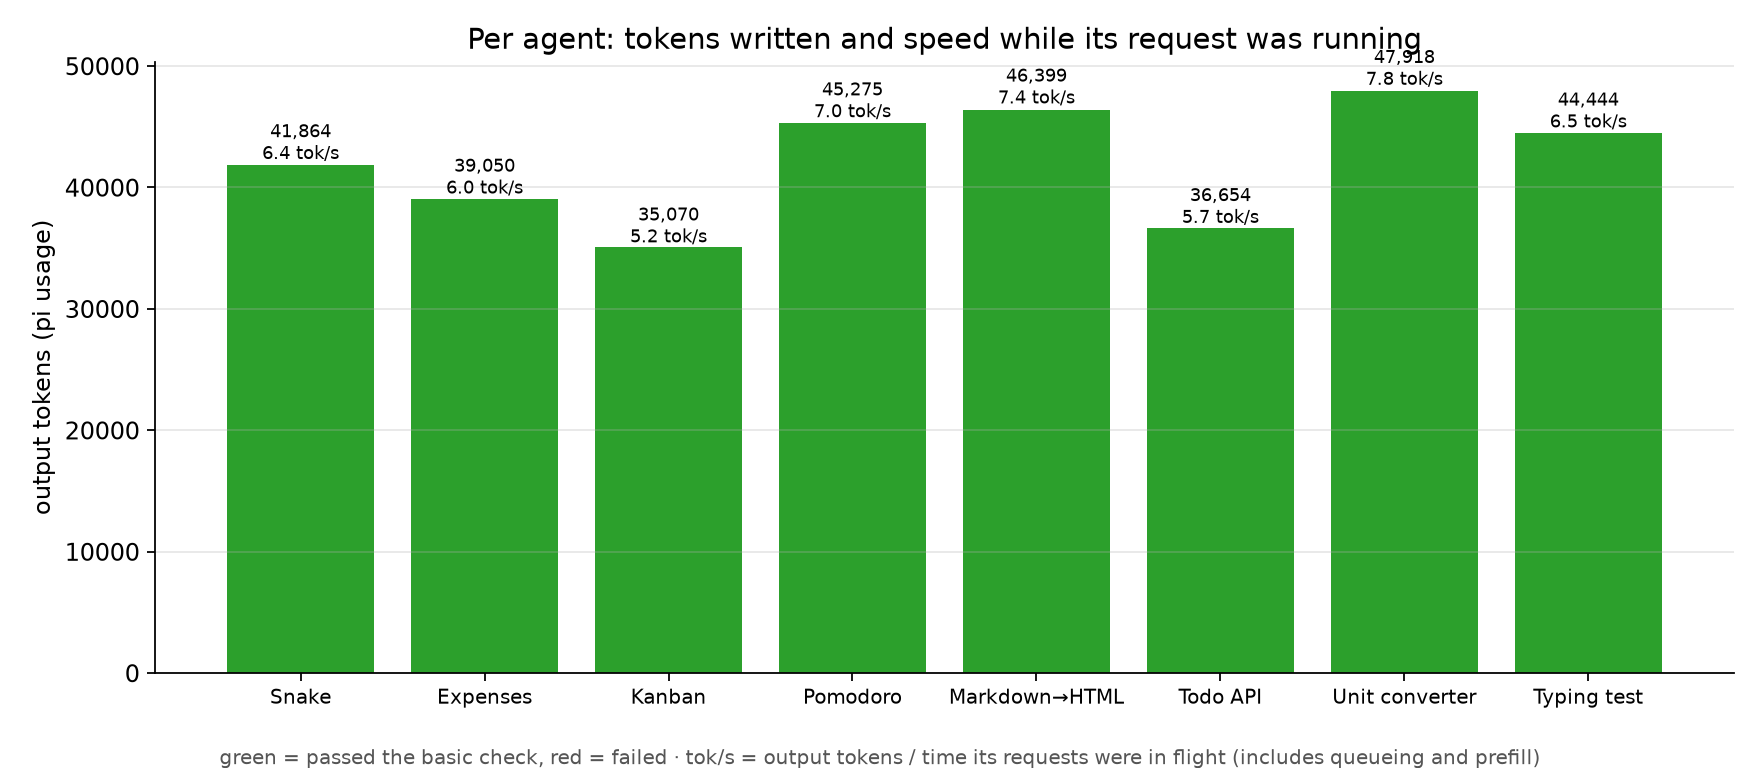 Per agent: tokens written and speed while its request was running
output tokens (pi usage)
50000
40000
30000
20000
10000
0
41,864
6.4 tok/s
39,050
6.0 tok/s
35,070
5.2 tok/s
45,275
7.0 tok/s
46,399
7.4 tok/s
36,654
5.7 tok/s
47,918
7.8 tok/s
44,444
6.5 tok/s
Snake
Expenses
Kanban
Pomodoro
Markdown→HTML
Todo API
Unit converter
Typing test
green = passed the basic check, red = failed · tok/s = output tokens / time its requests were in flight (includes queueing and prefill)